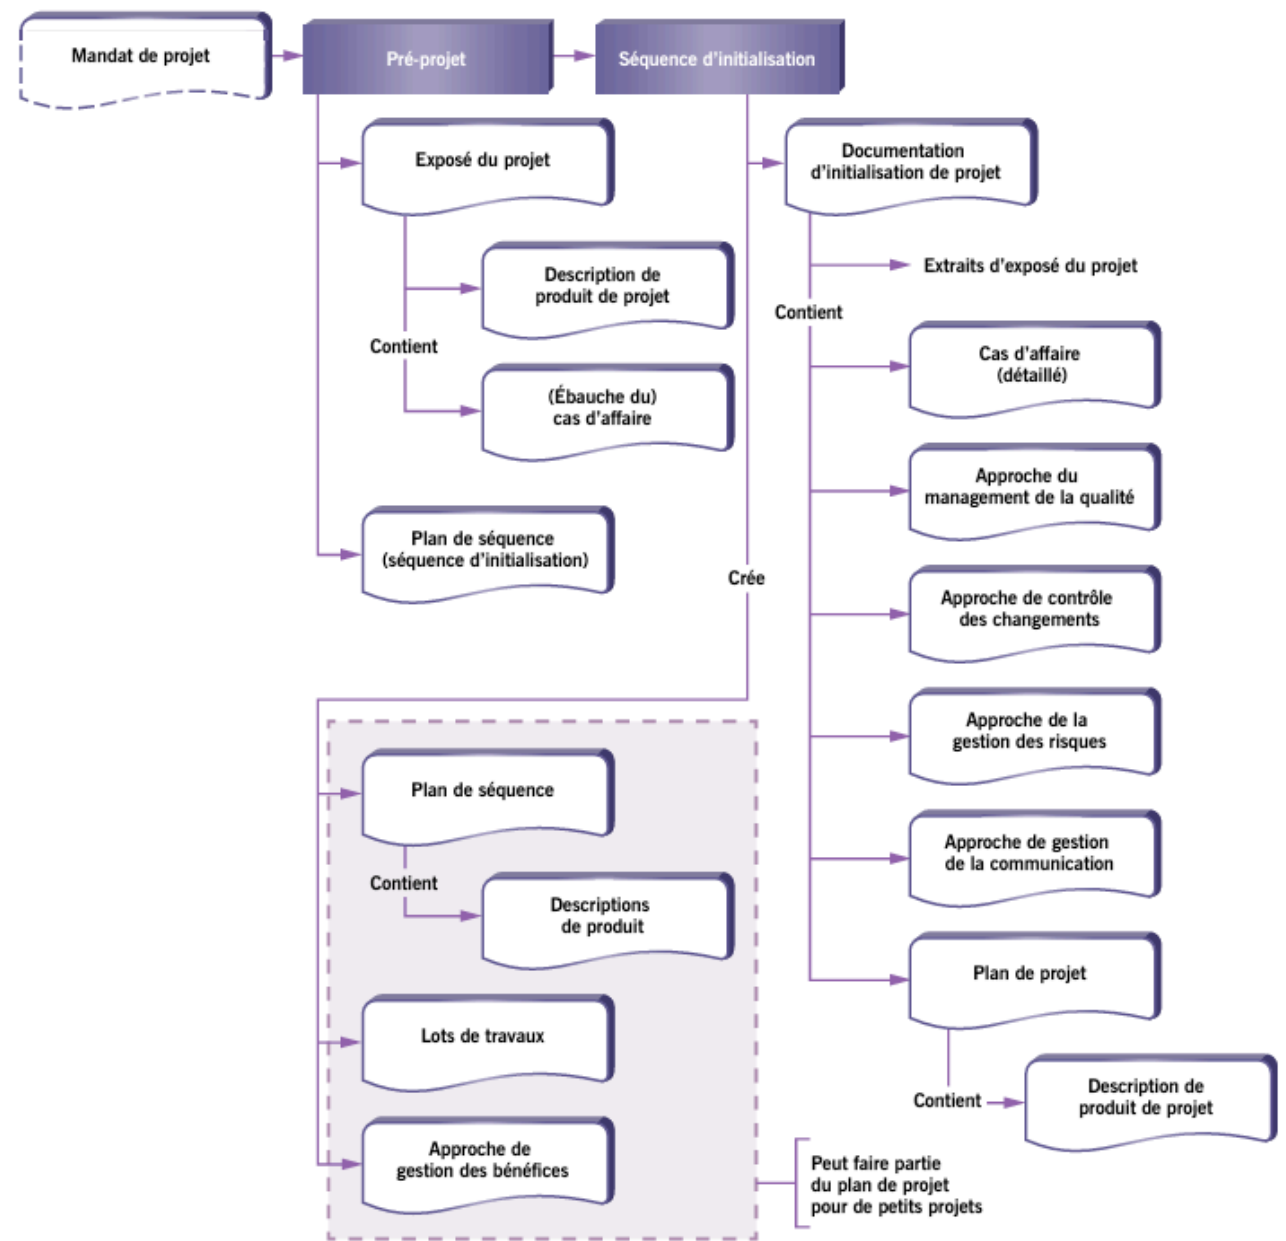 Mandat de projet
Pré-projet
Séquence d'initialisation
Exposé du projet
Contient
Description de
produit de projet
(Ébauche du)
cas d'affaire
Plan de séquence
(séquence d'initialisation)
Crée
Documentation
d'initialisation de projet
Contient
Extraits d'exposé du projet
Cas d'affaire
(détaillé)
Approche du
management de la qualité
Approche de contrôle
des changements
Approche de la
gestion des risques
Approche de gestion
de la communication
Plan de projet
Contient
Description de
produit de projet
Plan de séquence
Contient
Descriptions
de produit
Lots de travaux
Approche de
gestion des bénéfices
Peut faire partie
du plan de projet
pour de petits projets